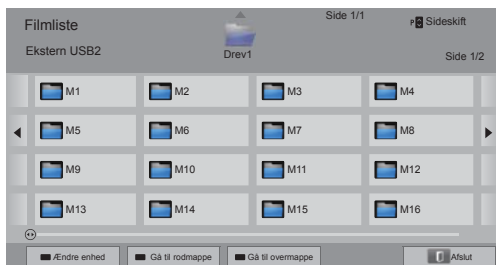 Filmliste
Side 1/1
P Sideskift
Ekstern USB2
Drev1
Side 1/2
M1
M2
M3
M4
M5
M6
M7
M8
M9
M10
M11
M12
M13
M14
M15
M16
Ændre enhed
Gå til rodmappe
Gå til overmappe
Afslut